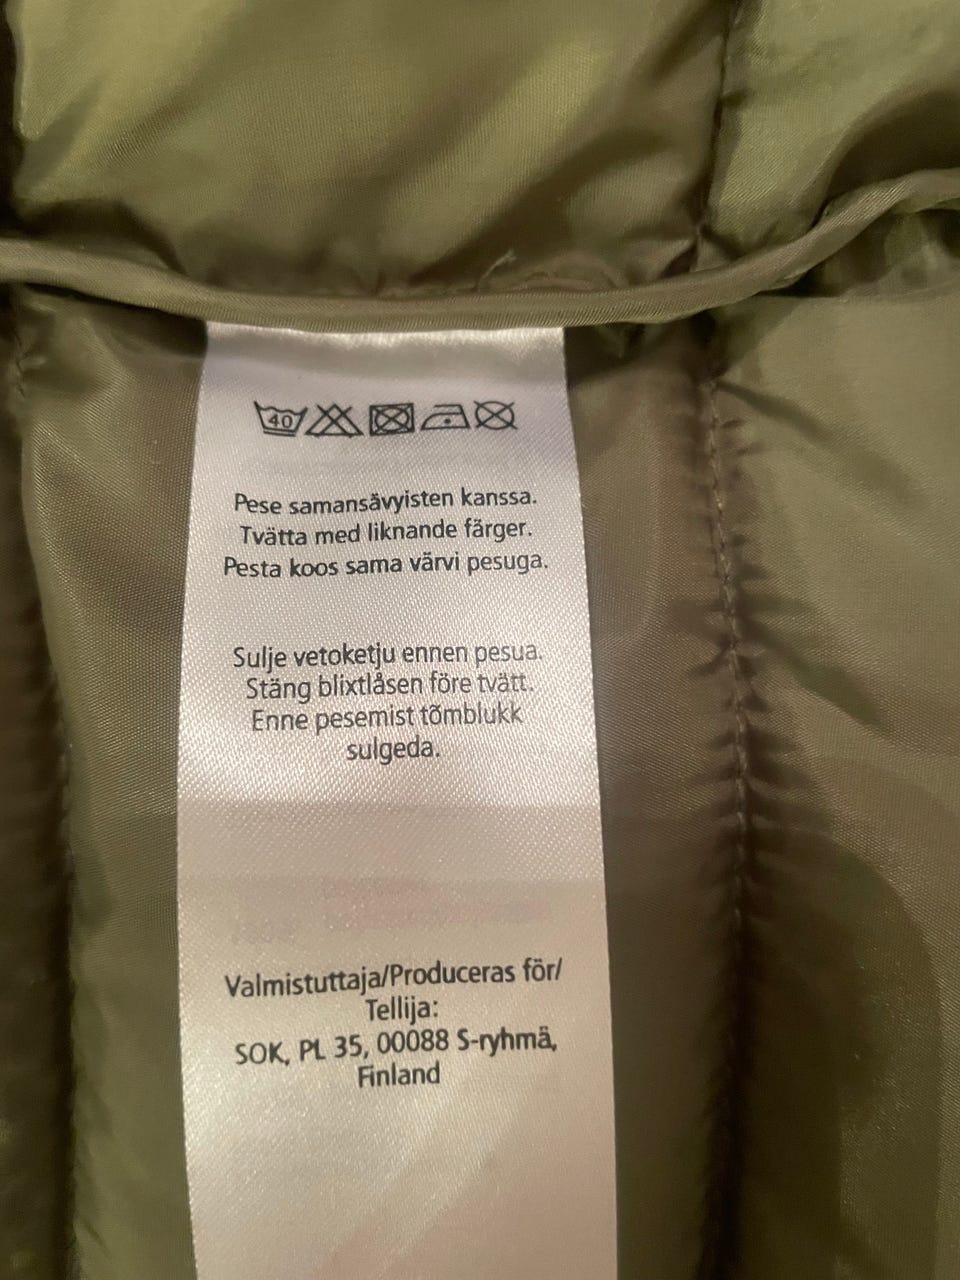 40
Pese samansävyisten kanssa.
Tvätta med liknande färger.
Pesta koos sama värvi pesuga.
Sulje vetoketju ennen pesua.
Stäng blixtlåsen före tvätt.
Enne pesemist tõmblukk
sulgeda.
Valmistuttaja/Produceras för/
Tellija:
SOK, PL 35, 00088 S-ryhmä,
Finland